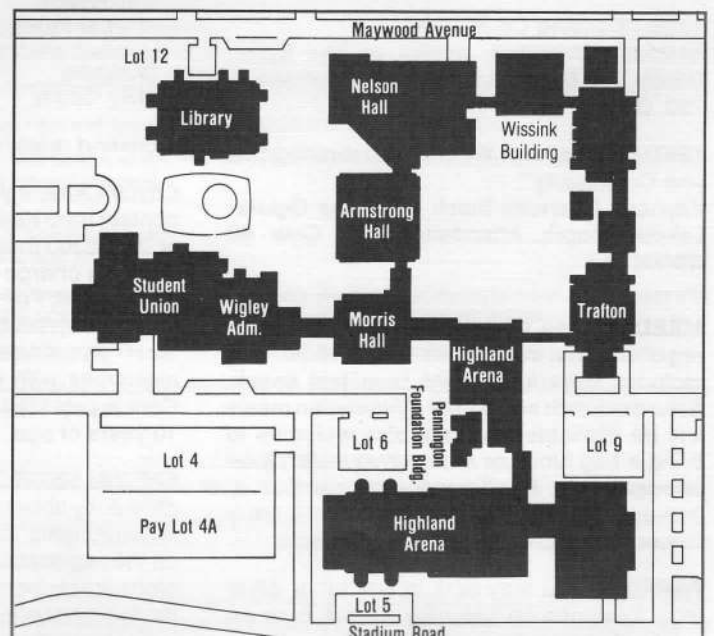 Maywood Avenue
Lot 12
Nelson
Hall
Library
Wissink
Building
Armstrong
Hall
Student
Union
Wigley
Adm.
Morris
Hall
Trafton
Highland
Arena
Pennington
Foundation Bldg.
Lot 4
Lot 6
Lot 9
Pay Lot 4A
Highland
Arena
Lot 5
Stadium Road